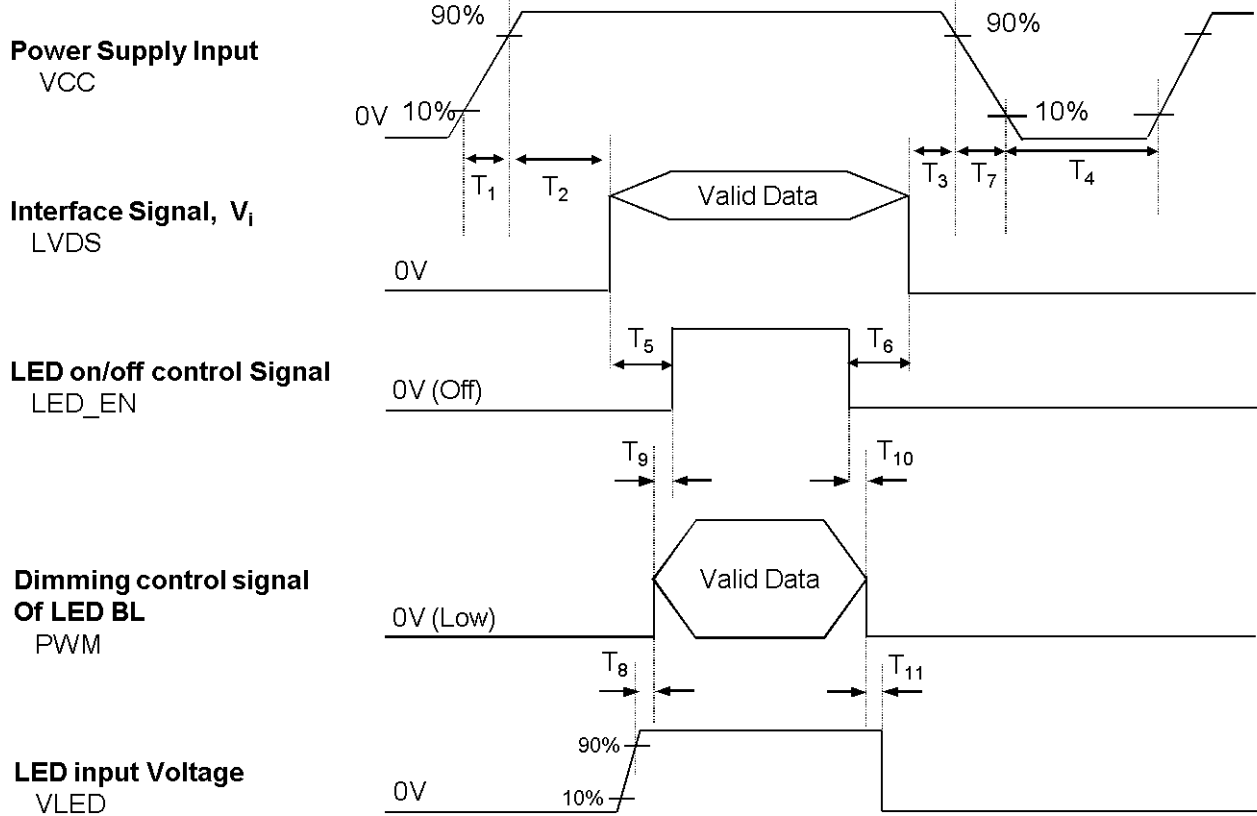 90%
90%
Power Supply Input
VCC
0V
10%
10%
T1
T2
T3
T7
T4
Interface Signal, Vi
LVDS
Valid Data
0V
T5
T6
LED on/off control Signal
LED_EN
0V (Off)
T9
T10
Dimming control signal
Of LED BL
PWM
Valid Data
0V (Low)
T8
T11
LED input Voltage
VLED
90%
0V
10%